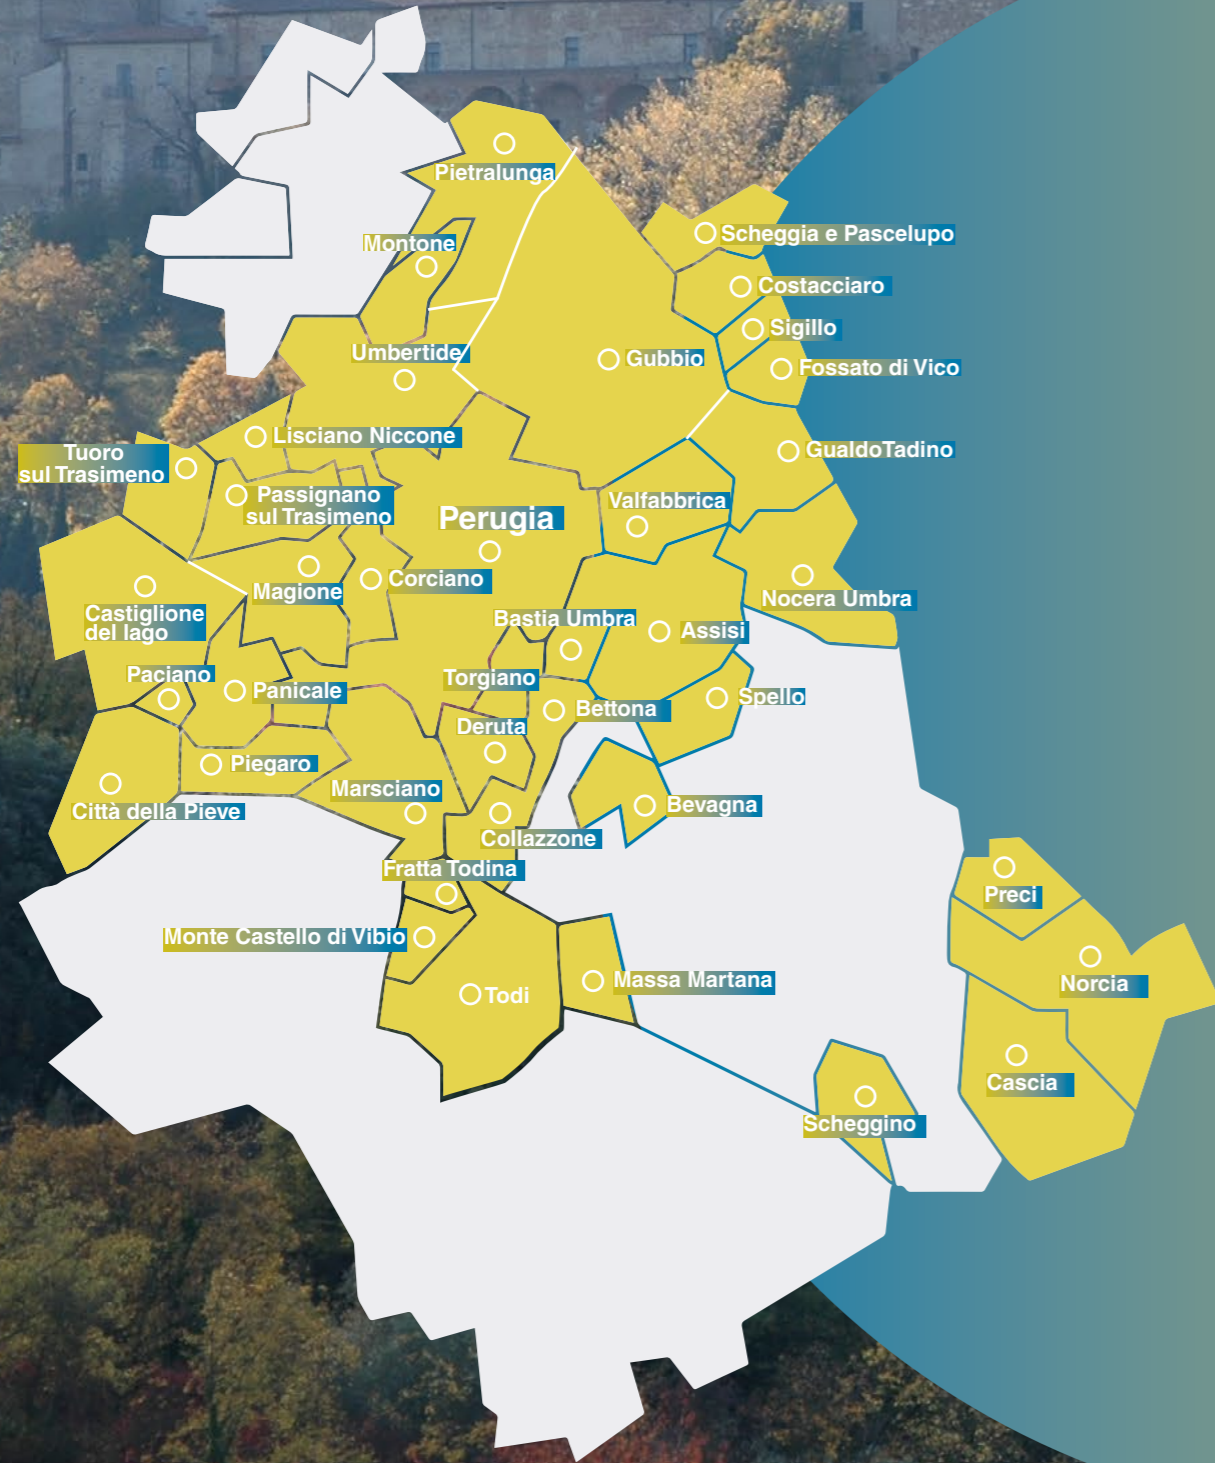 Pietralunga
Scheggia e Pascelupo
Montone
Costacciaro
Sigillo
Umbertide
Gubbio
Fossato di Vico
Lisciano Niccone
Tuoro
sul Trasimeno
GualdoTadino
Passignano
sul Trasimeno
Valfabbrica
Perugia
Magione
Corciano
Nocera Umbra
Castiglione
del lago
Bastia Umbra
Assisi
Paciano
Panicale
Torgiano
Bettona
Spello
Deruta
Piegaro
Marsciano
Città della Pieve
Bevagna
Collazzone
Fratta Todina
Preci
Monte Castello di Vibio
Massa Martana
Norcia
Todi
Cascia
Scheggino